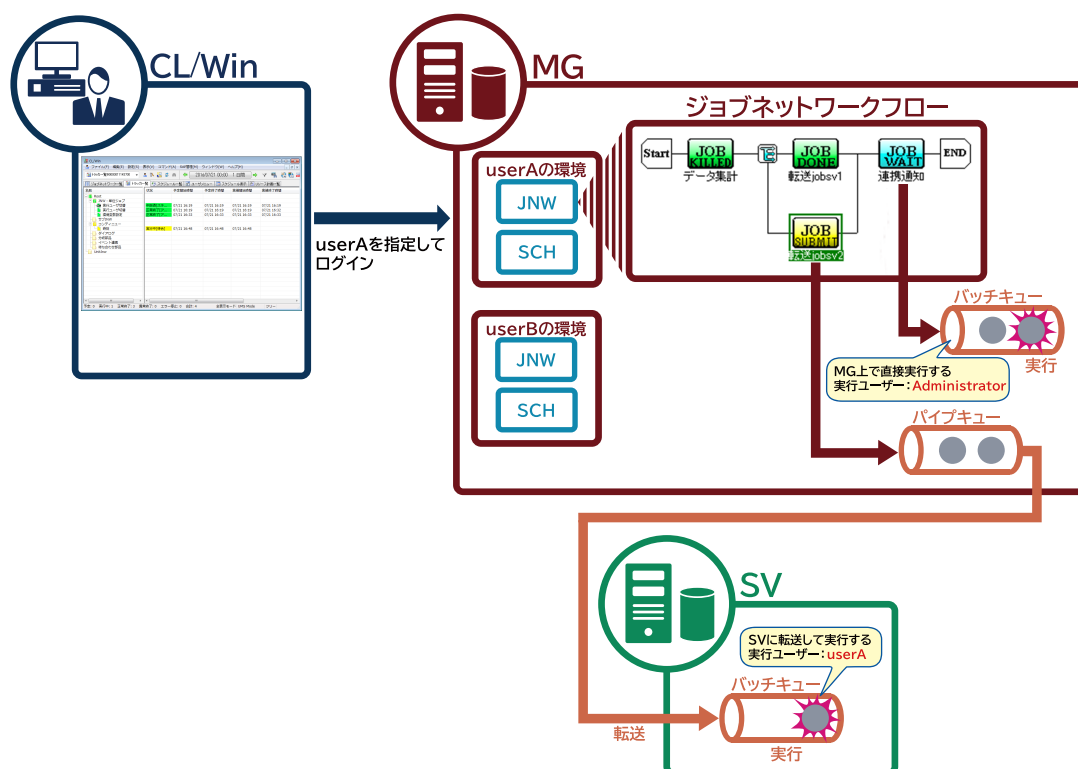 CL/Win
MG
ジョブネットワークフロー
userAの環境
JNW
SCH
Start
JOB
KILLED
データ集計
JOB
DONE
転送jobsv1
JOB
WAIT
連携通知
END
JOB
SUBMIT
転送jobsv2
userAを指定して
ログイン
userBの環境
JNW
SCH
バッチキュー
実行
MG上で直接実行する
実行ユーザー：Administrator
パイプキュー
SV
SVに転送して実行する
実行ユーザー：userA
バッチキュー
転送
実行